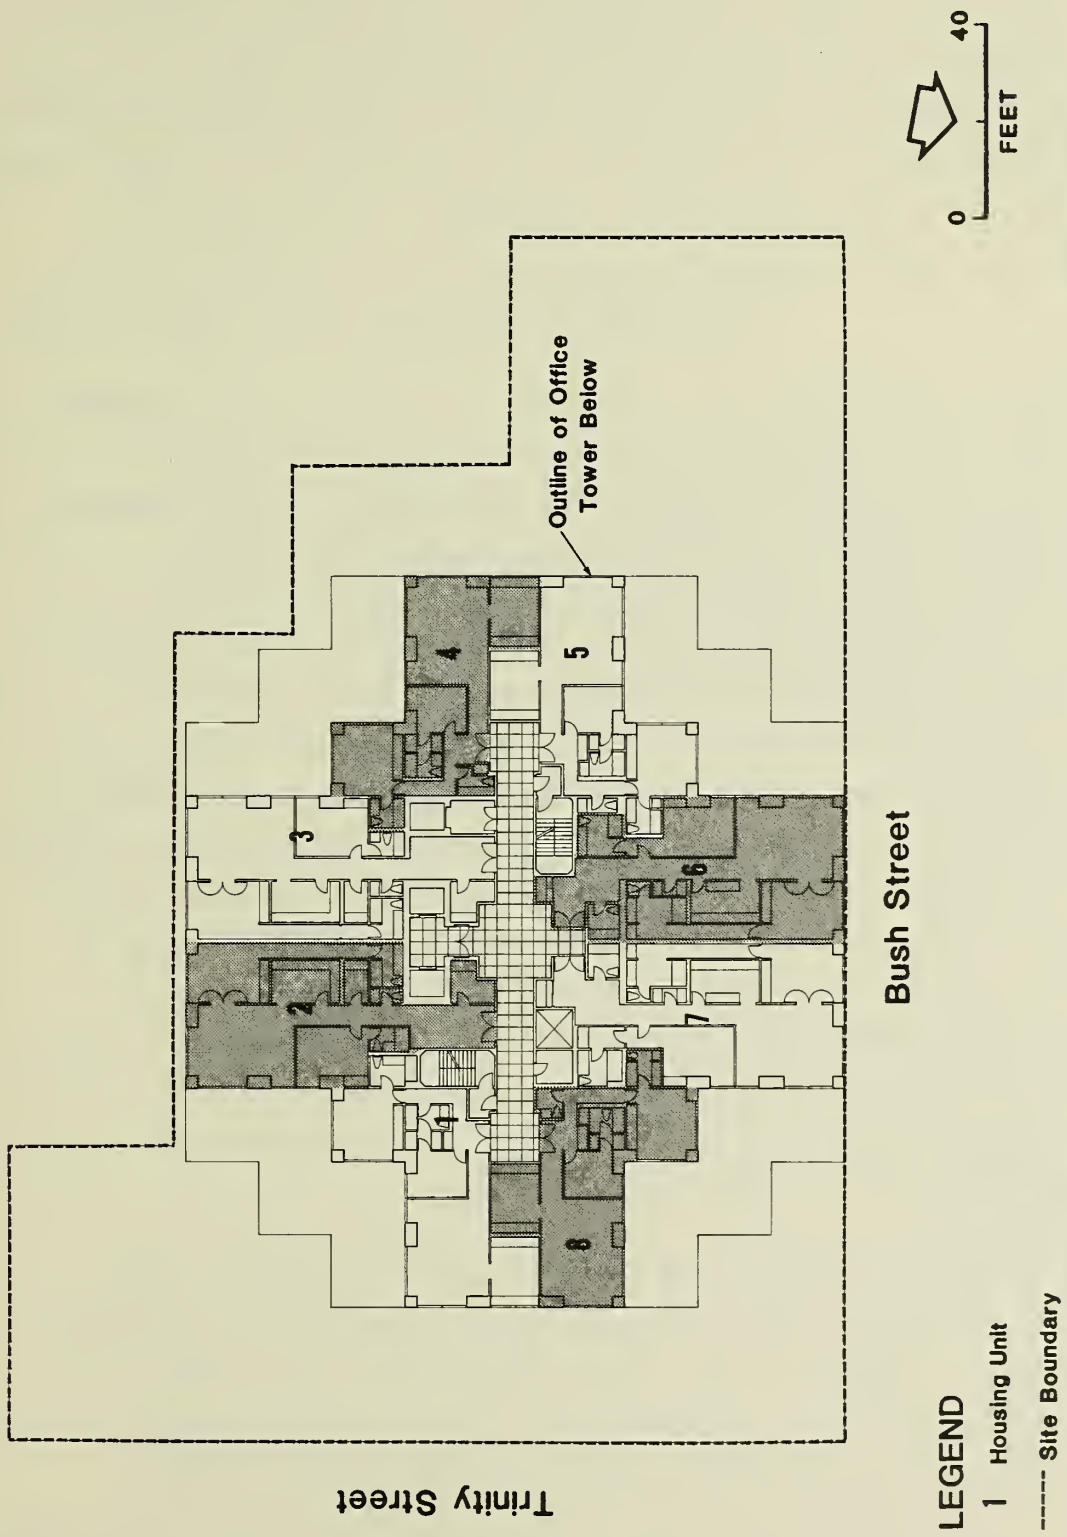 1
2
3
4
5
6
7
8
Outline of Office
Tower Below
Trinity Street
Bush Street
0
40
FEET
LEGEND
1 Housing Unit
----- Site Boundary